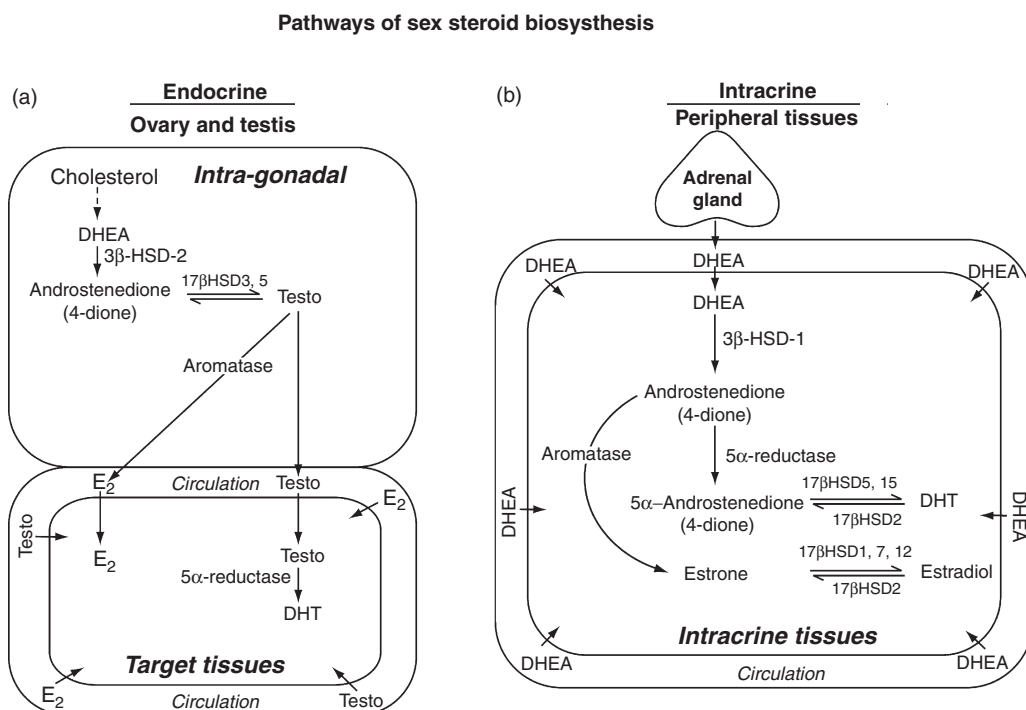 Pathways of sex steroid biosysthesis
(a)
Endocrine
Ovary and testis
Cholesterol
Intra-gonadal
DHEA
3β-HSD-2
Androstenedione
(4-dione)
17βHSD3, 5
Testo
Aromatase
E2
Circulation
Testo
Testo
E2
E2
Testo
5α-reductase
DHT
Target tissues
E2
Circulation
Testo
(b)
Intracrine
Peripheral tissues
Adrenal
gland
DHEA
DHEA
DHEA
DHEA
3β-HSD-1
Androstenedione
(4-dione)
Aromatase
5α-reductase
5α–Androstenedione
(4-dione)
17βHSD5, 15
17βHSD2
DHT
DHEA
DHEA
Estrone
17βHSD1, 7, 12
17βHSD2
Estradiol
Intracrine tissues
DHEA
Circulation
DHEA